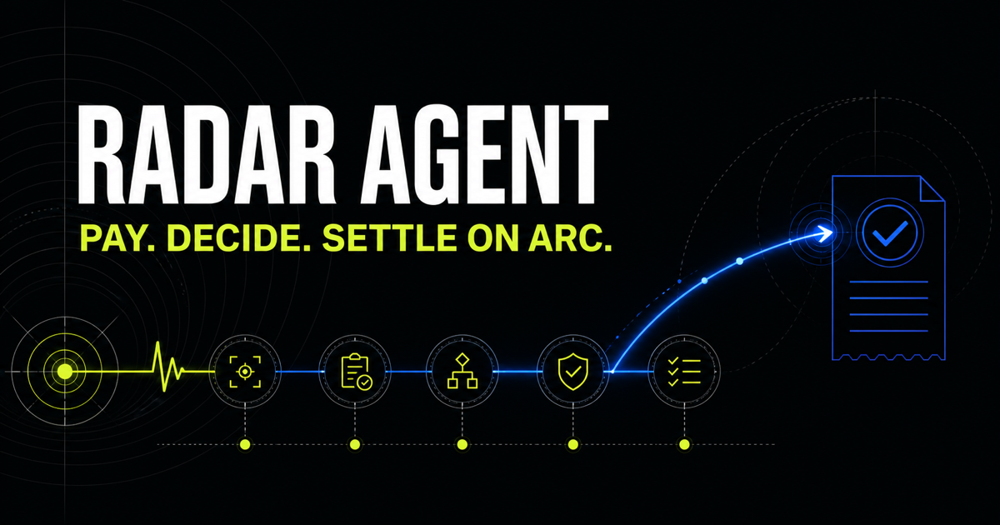 RADAR AGENT
PAY. DECIDE. SETTLE ON ARC.